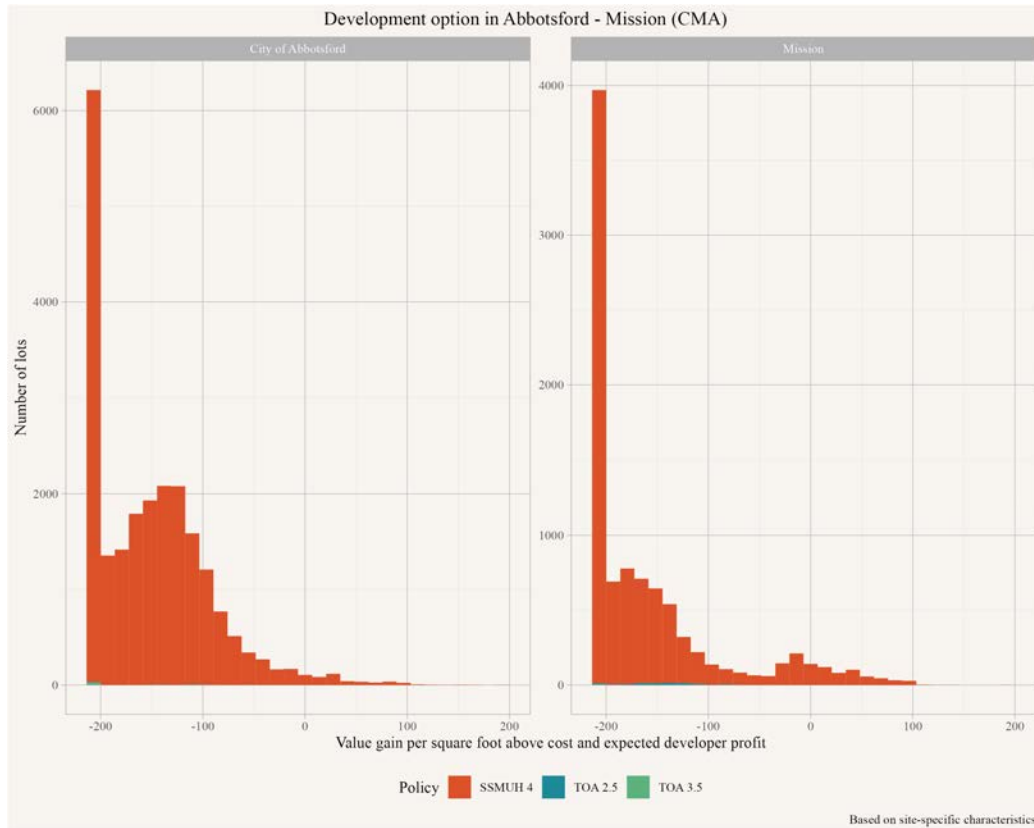 Development option in Abbotsford - Mission (CMA)
City of Abbotsford
Mission
Number of lots
6000
4000
2000
0
4000
3000
2000
1000
0
-200
-100
0
100
200
-200
-100
0
100
200
Value gain per square foot above cost and expected developer profit
Policy
SSMUH 4
TOA 2.5
TOA 3.5
Based on site-specific characteristics